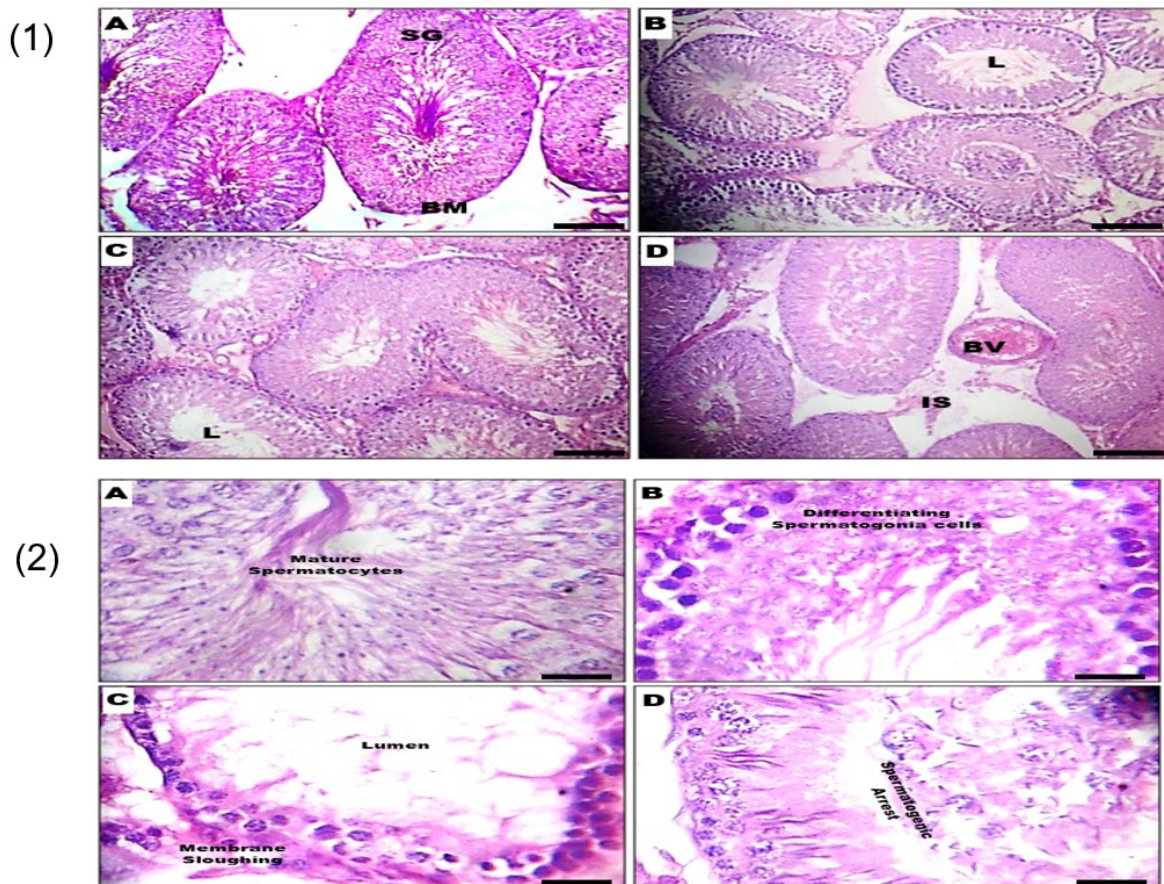 (1)
A
SG
BM
B
L
C
L
D
BV
IS
(2)
A
Mature
Spermatocytes
B
Differentiating
Spermatogonia cells
C
Lumen
Membrane
Sloughing
D
Spermatogenic
Arrest